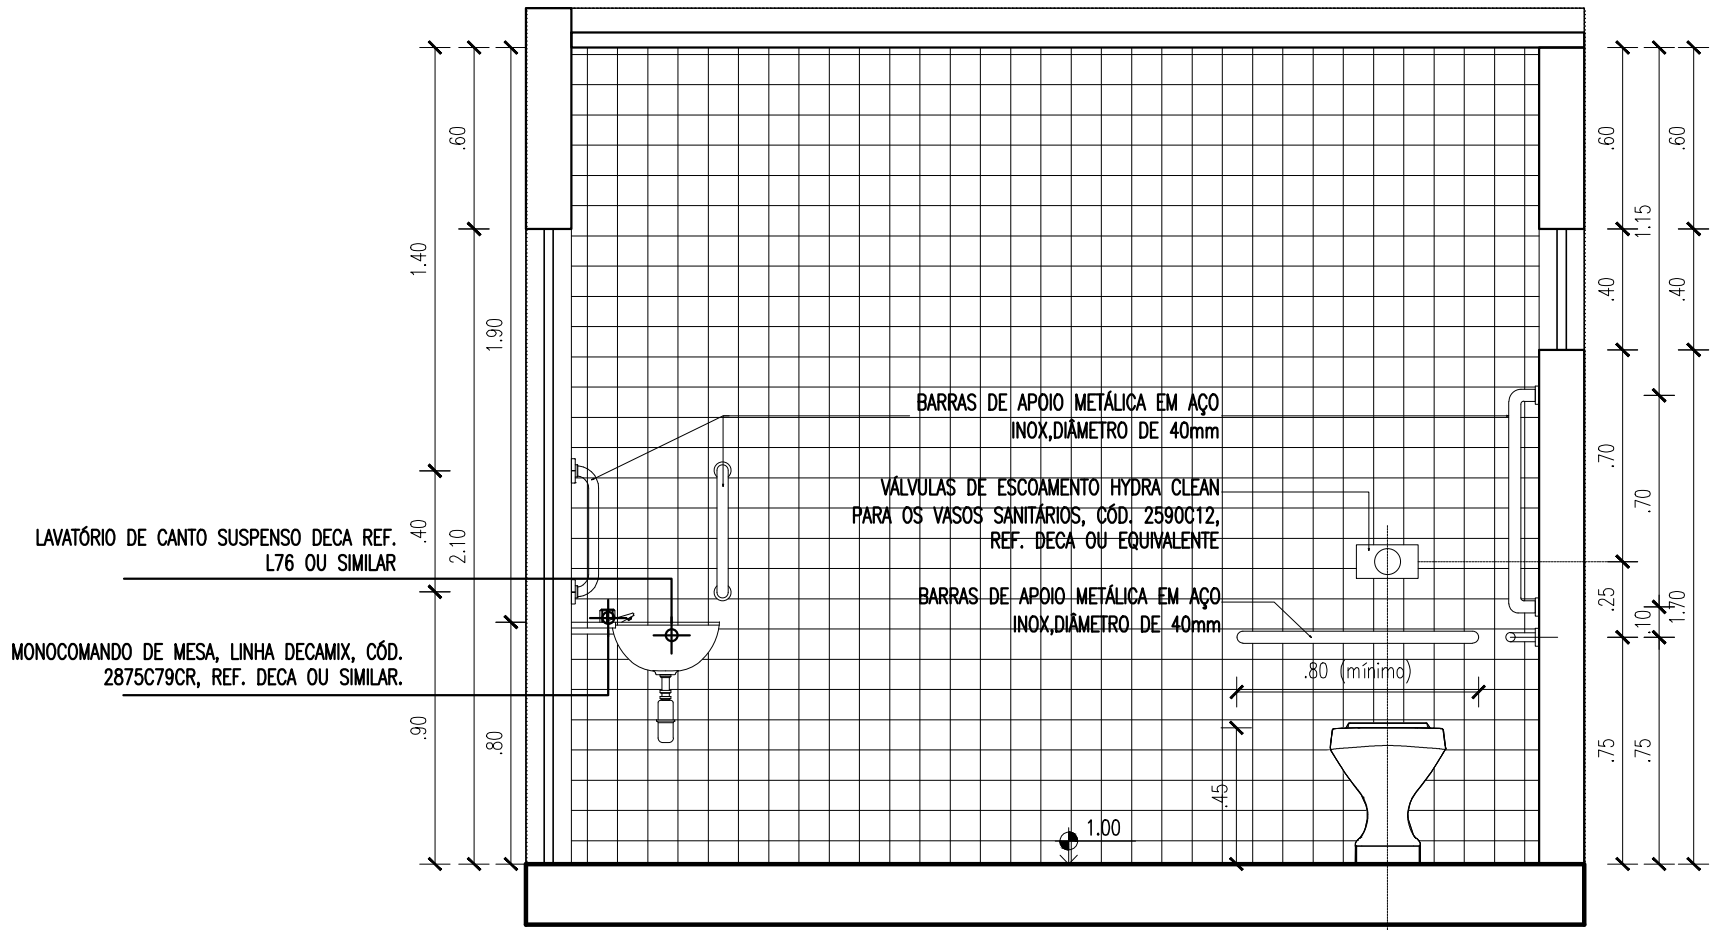 .60
1.40
1.90
.40
2.10
.90
.80
LAVATÓRIO DE CANTO SUSPENSO DECA REF.
L76 OU SIMILAR
MONOCOMANDO DE MESA, LINHA DECAMIX, CÓD.
2875C79CR, REF. DECA OU SIMILAR.
BARRAS DE APOIO METÁLICA EM AÇO
INOX,DIÂMETRO DE 40mm
VÁLVULAS DE ESCOAMENTO HYDRA CLEAN
PARA OS VASOS SANITÁRIOS, CÓD. 2590C12,
REF. DECA OU EQUIVALENTE
BARRAS DE APOIO METÁLICA EM AÇO
INOX,DIÂMETRO DE 40mm
.80 (mínimo)
.45
1.00
.60
.60
1.15
.40
.40
.70
.70
.25
.10
1.70
.75
.75